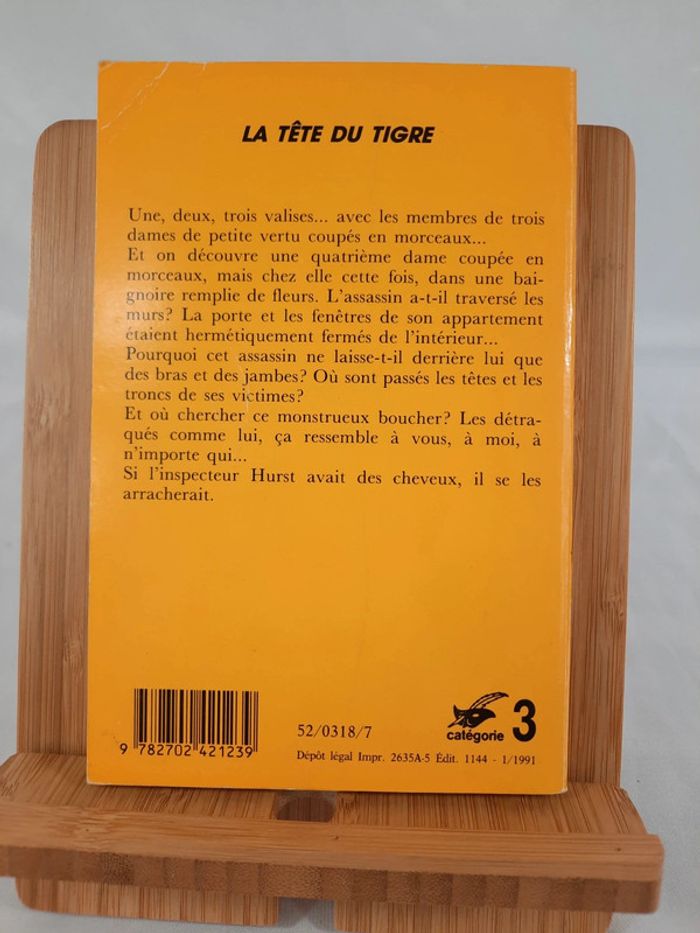 LA TÊTE DU TIGRE
Une, deux, trois valises... avec les membres de trois
dames de petite vertu coupés en morceaux...
Et on découvre une quatrième dame coupée en
morceaux, mais chez elle cette fois, dans une bai-
gnoire remplie de fleurs. L'assassin a-t-il traversé les
murs? La porte et les fenêtres de son appartement
étaient hermétiquement fermés de l'intérieur...
Pourquoi cet assassin ne laisse-t-il derrière lui que
des bras et des jambes? Où sont passés les têtes et les
troncs de ses victimes?
Et où chercher ce monstrueux boucher? Les détra-
qués comme lui, ça ressemble à vous, à moi, à
n'importe qui...
Si l'inspecteur Hurst avait des cheveux, il se les
arracherait.
9 782702 421239
52/0318/7
catégorie 3
Dépôt légal Impr. 2635A-5 Édit. 1144 - 1/1991